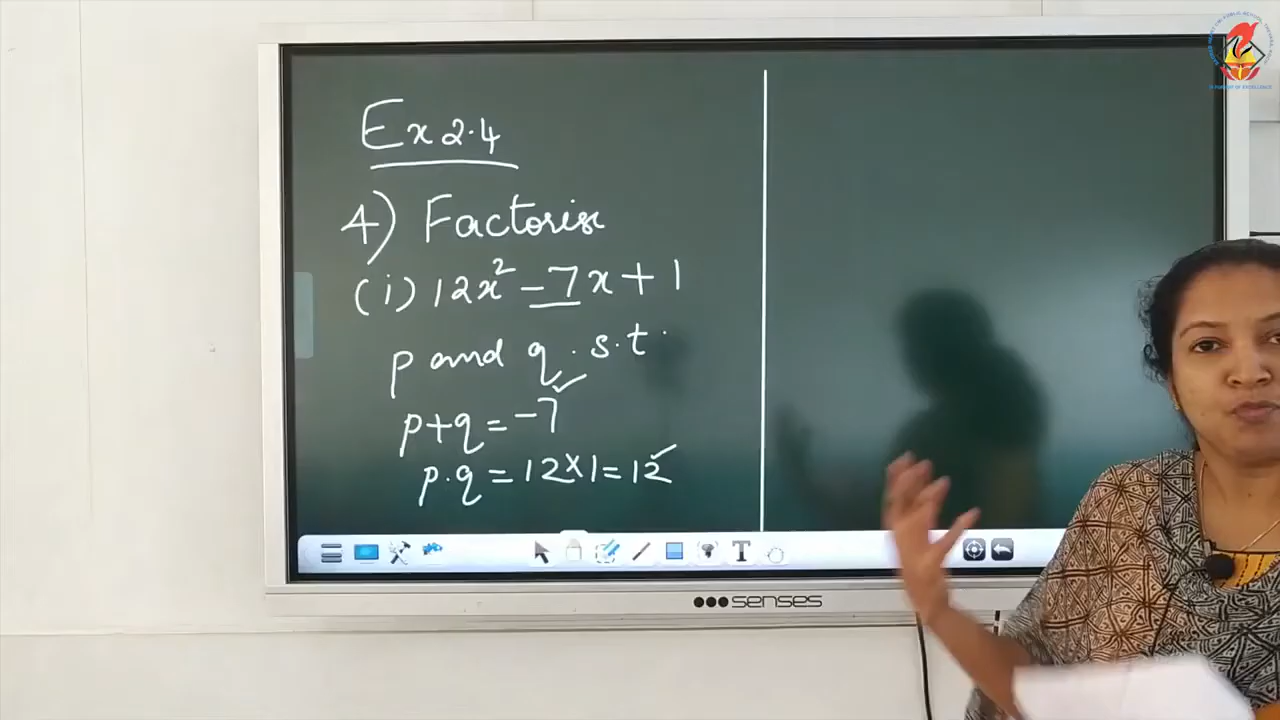 Ex 2.4
4) Factorise
(i) 12x² - 7x + 1
p and q . s.t.
p+q = -7
p.q = 12×1 = 12
T
senses